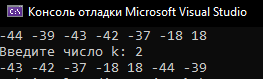 Консоль отладки Microsoft Visual Studio
-44 -39 -43 -42 -37 -18 18
Введите число k: 2
-43 -42 -37 -18 18 -44 -39